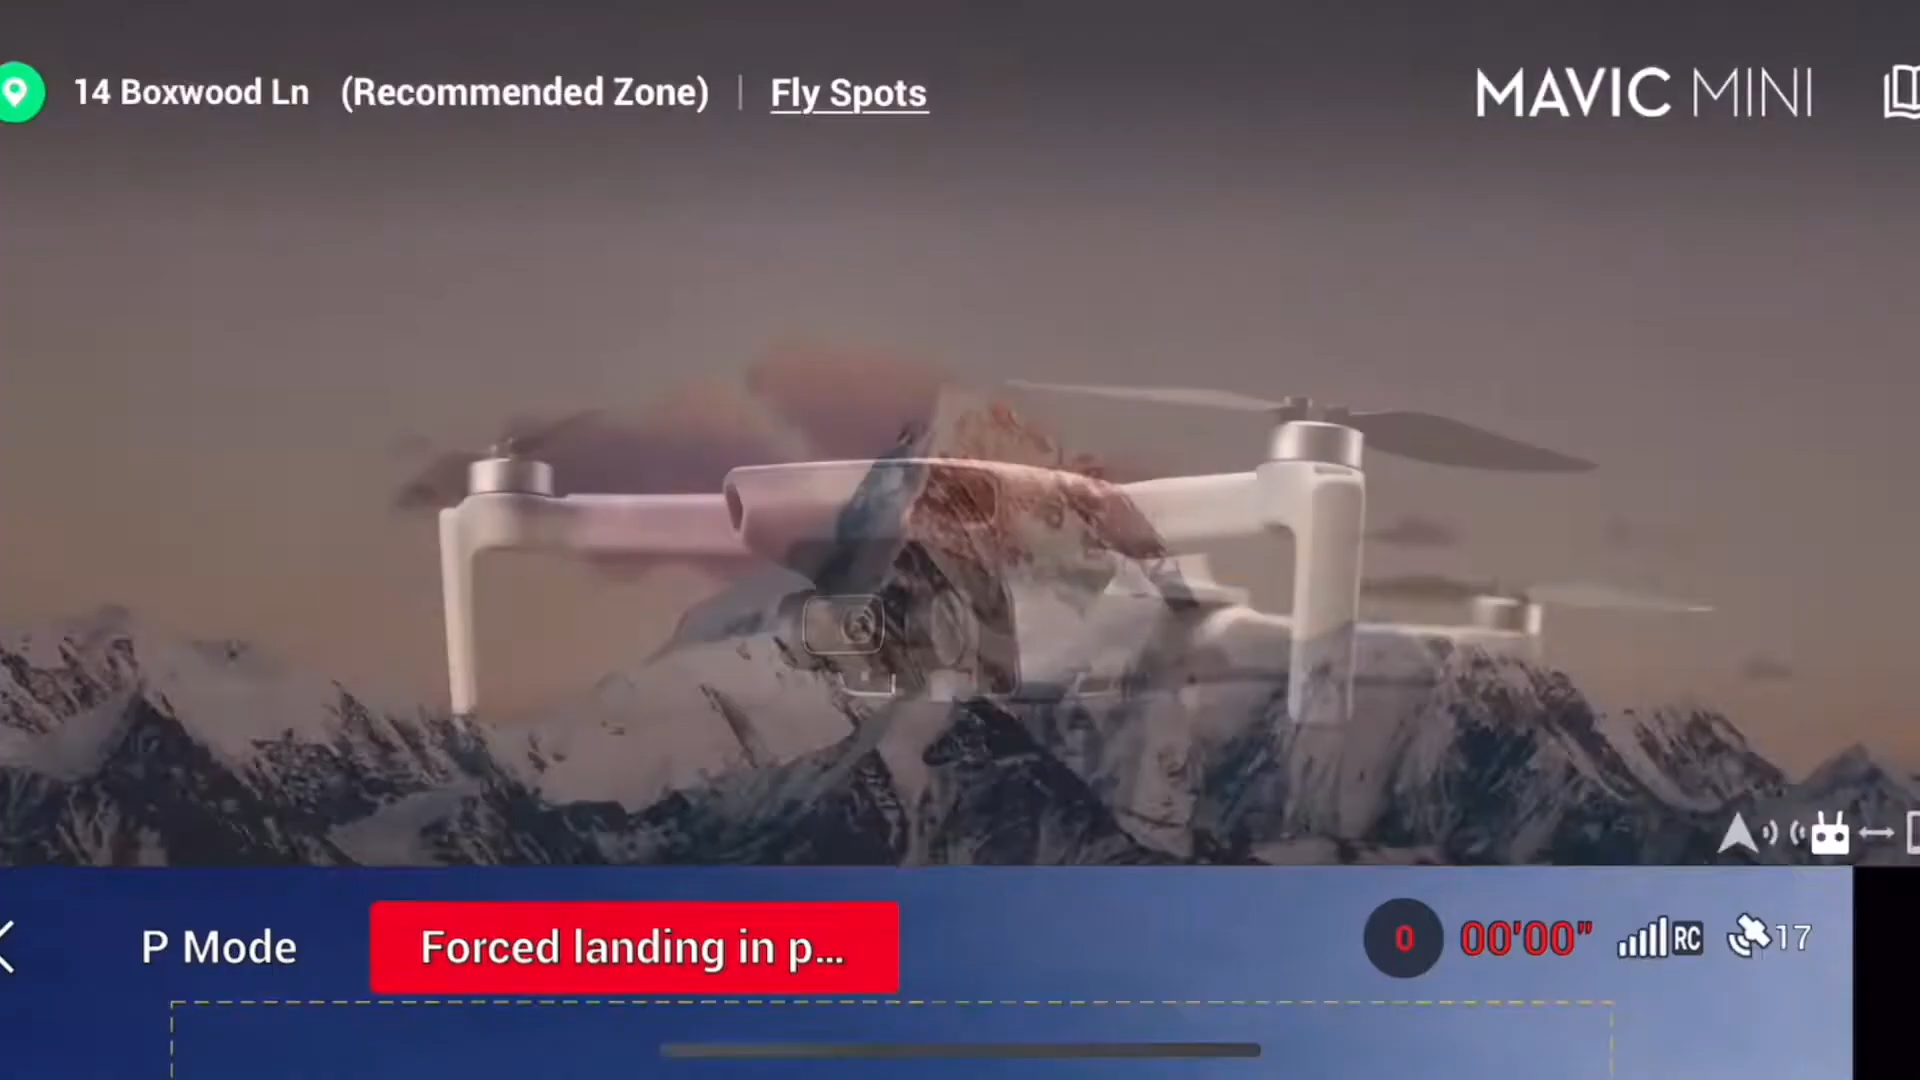 14 Boxwood Ln (Recommended Zone) | Fly Spots
MAVIC MINI
P Mode
Forced landing in p...
0 00'00" RC 17